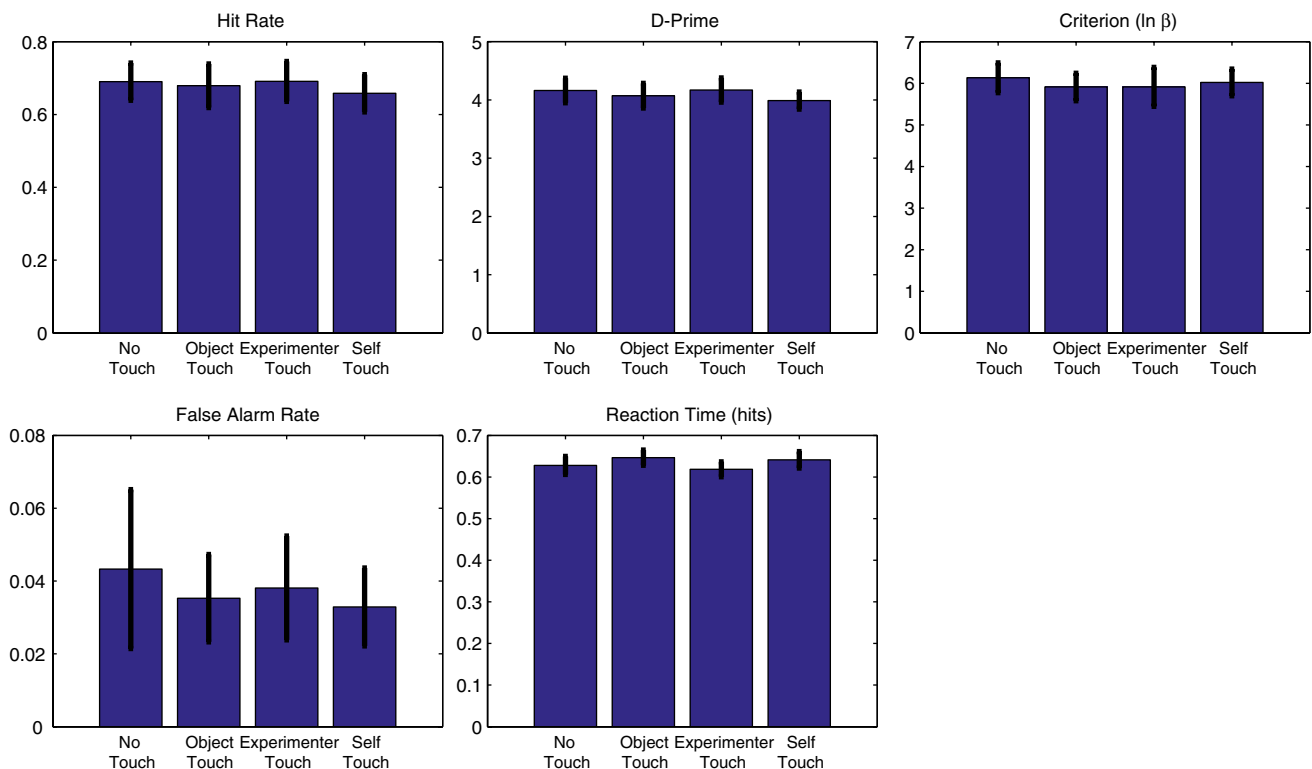 Hit Rate
0.8
0.6
0.4
0.2
0
No Object Experimenter Self
Touch Touch Touch Touch
D-Prime
5
4
3
2
1
0
No Object Experimenter Self
Touch Touch Touch Touch
Criterion (ln β)
7
6
5
4
3
2
1
0
No Object Experimenter Self
Touch Touch Touch Touch
False Alarm Rate
0.08
0.06
0.04
0.02
0
No Object Experimenter Self
Touch Touch Touch Touch
Reaction Time (hits)
0.7
0.6
0.5
0.4
0.3
0.2
0.1
0
No Object Experimenter Self
Touch Touch Touch Touch